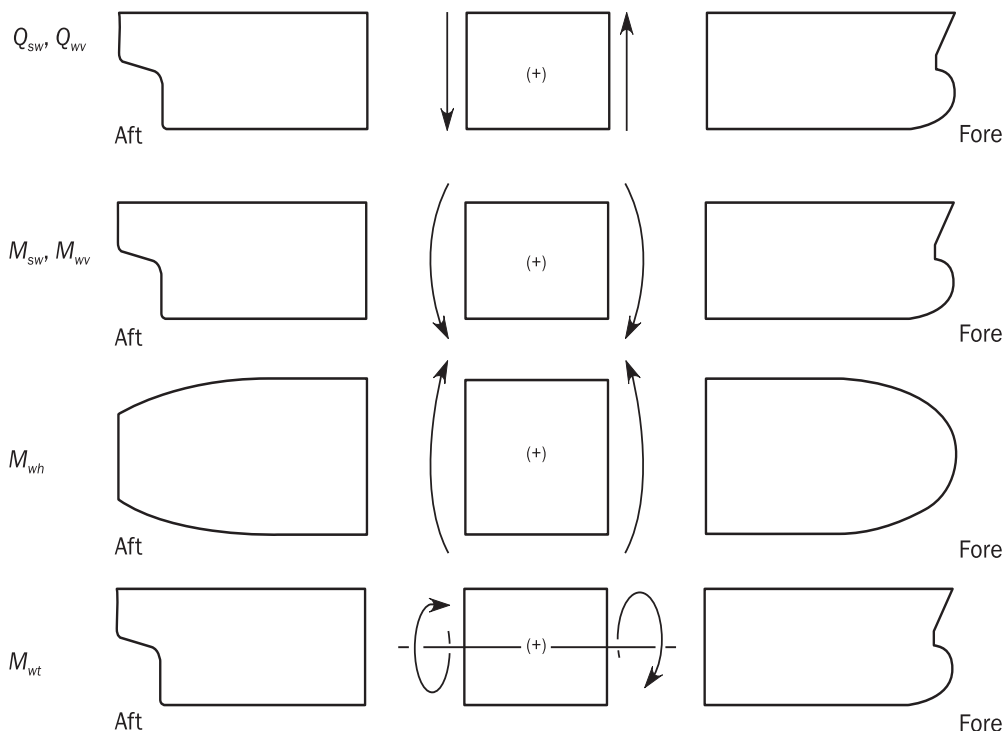 Q_sw, Q_wv
(+)
Aft
Fore
M_sw, M_wv
(+)
Aft
Fore
M_wh
(+)
Aft
Fore
M_wt
(+)
Aft
Fore